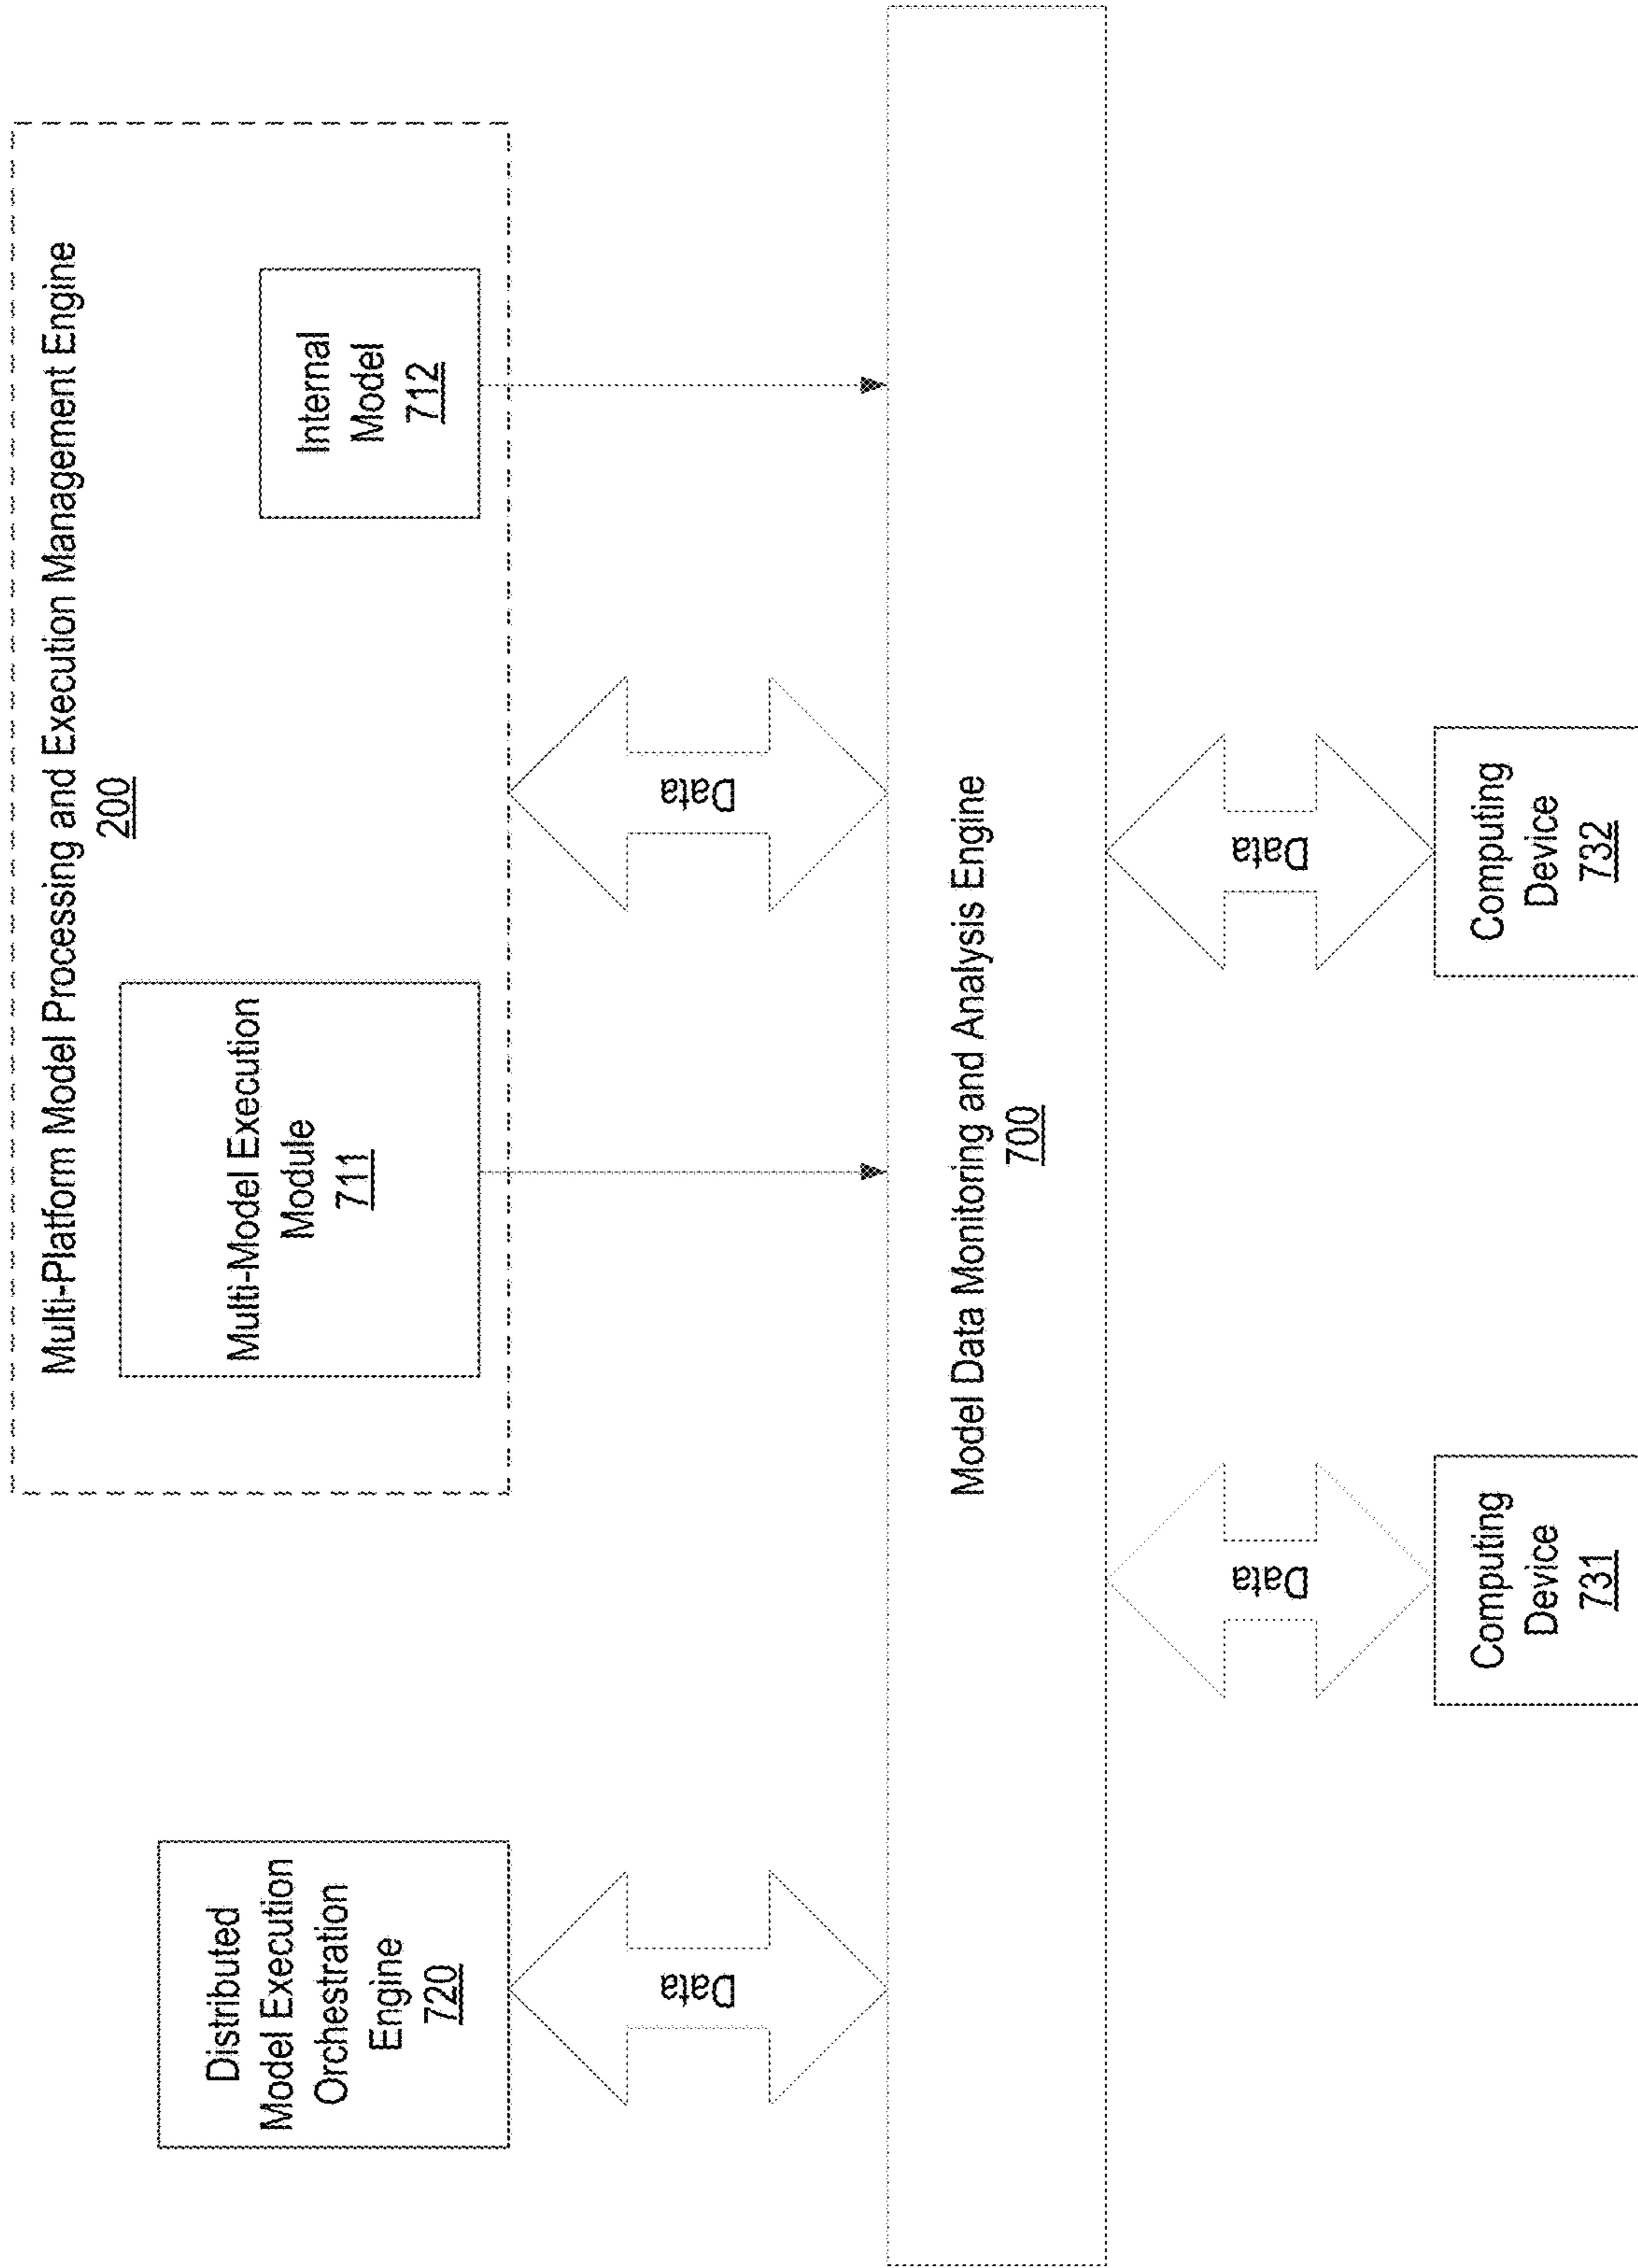 Multi-Platform Model Processing and Execution Management Engine
200
Distributed
Model Execution
Orchestration
Engine
720
Multi-Model Execution
Module
711
Internal
Model
712
Data
Data
Model Data Monitoring and Analysis Engine
700
Data
Data
Computing
Device
731
Computing
Device
732